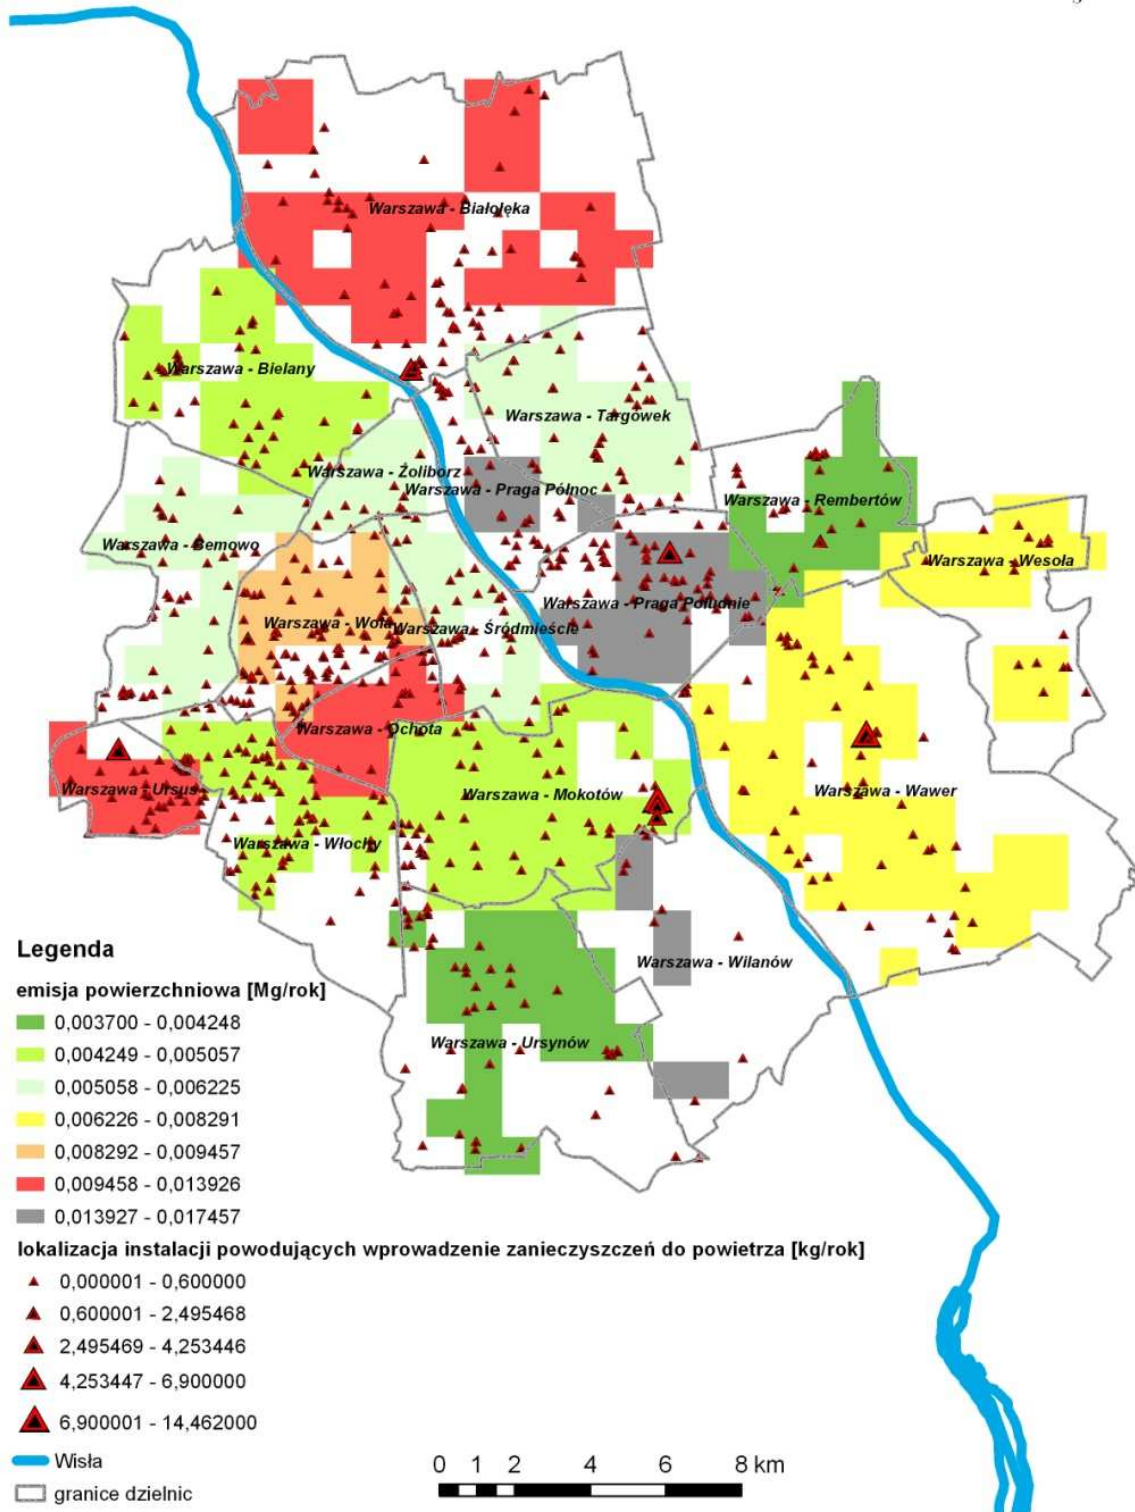 Warszawa - Białołęka
Warszawa - Bielany
Warszawa - Targówek
Warszawa - Żoliborz
Warszawa - Praga Północ
Warszawa - Rembertów
Warszawa - Bemowo
Warszawa - Wesoła
Warszawa - Praga Południe
Warszawa - Wola
Warszawa - Śródmieście
Warszawa - Ochota
Warszawa - Ursus
Warszawa - Mokotów
Warszawa - Wawer
Warszawa - Włochy
Warszawa - Wilanów
Warszawa - Ursynów
Legenda
emisja powierzchniowa [Mg/rok]
0,003700 - 0,004248
0,004249 - 0,005057
0,005058 - 0,006225
0,006226 - 0,008291
0,008292 - 0,009457
0,009458 - 0,013926
0,013927 - 0,017457
lokalizacja instalacji powodujących wprowadzenie zanieczyszczeń do powietrza [kg/rok]
0,000001 - 0,600000
0,600001 - 2,495468
2,495469 - 4,253446
4,253447 - 6,900000
6,900001 - 14,462000
Wisła
granice dzielnic
0 1 2 4 6 8 km